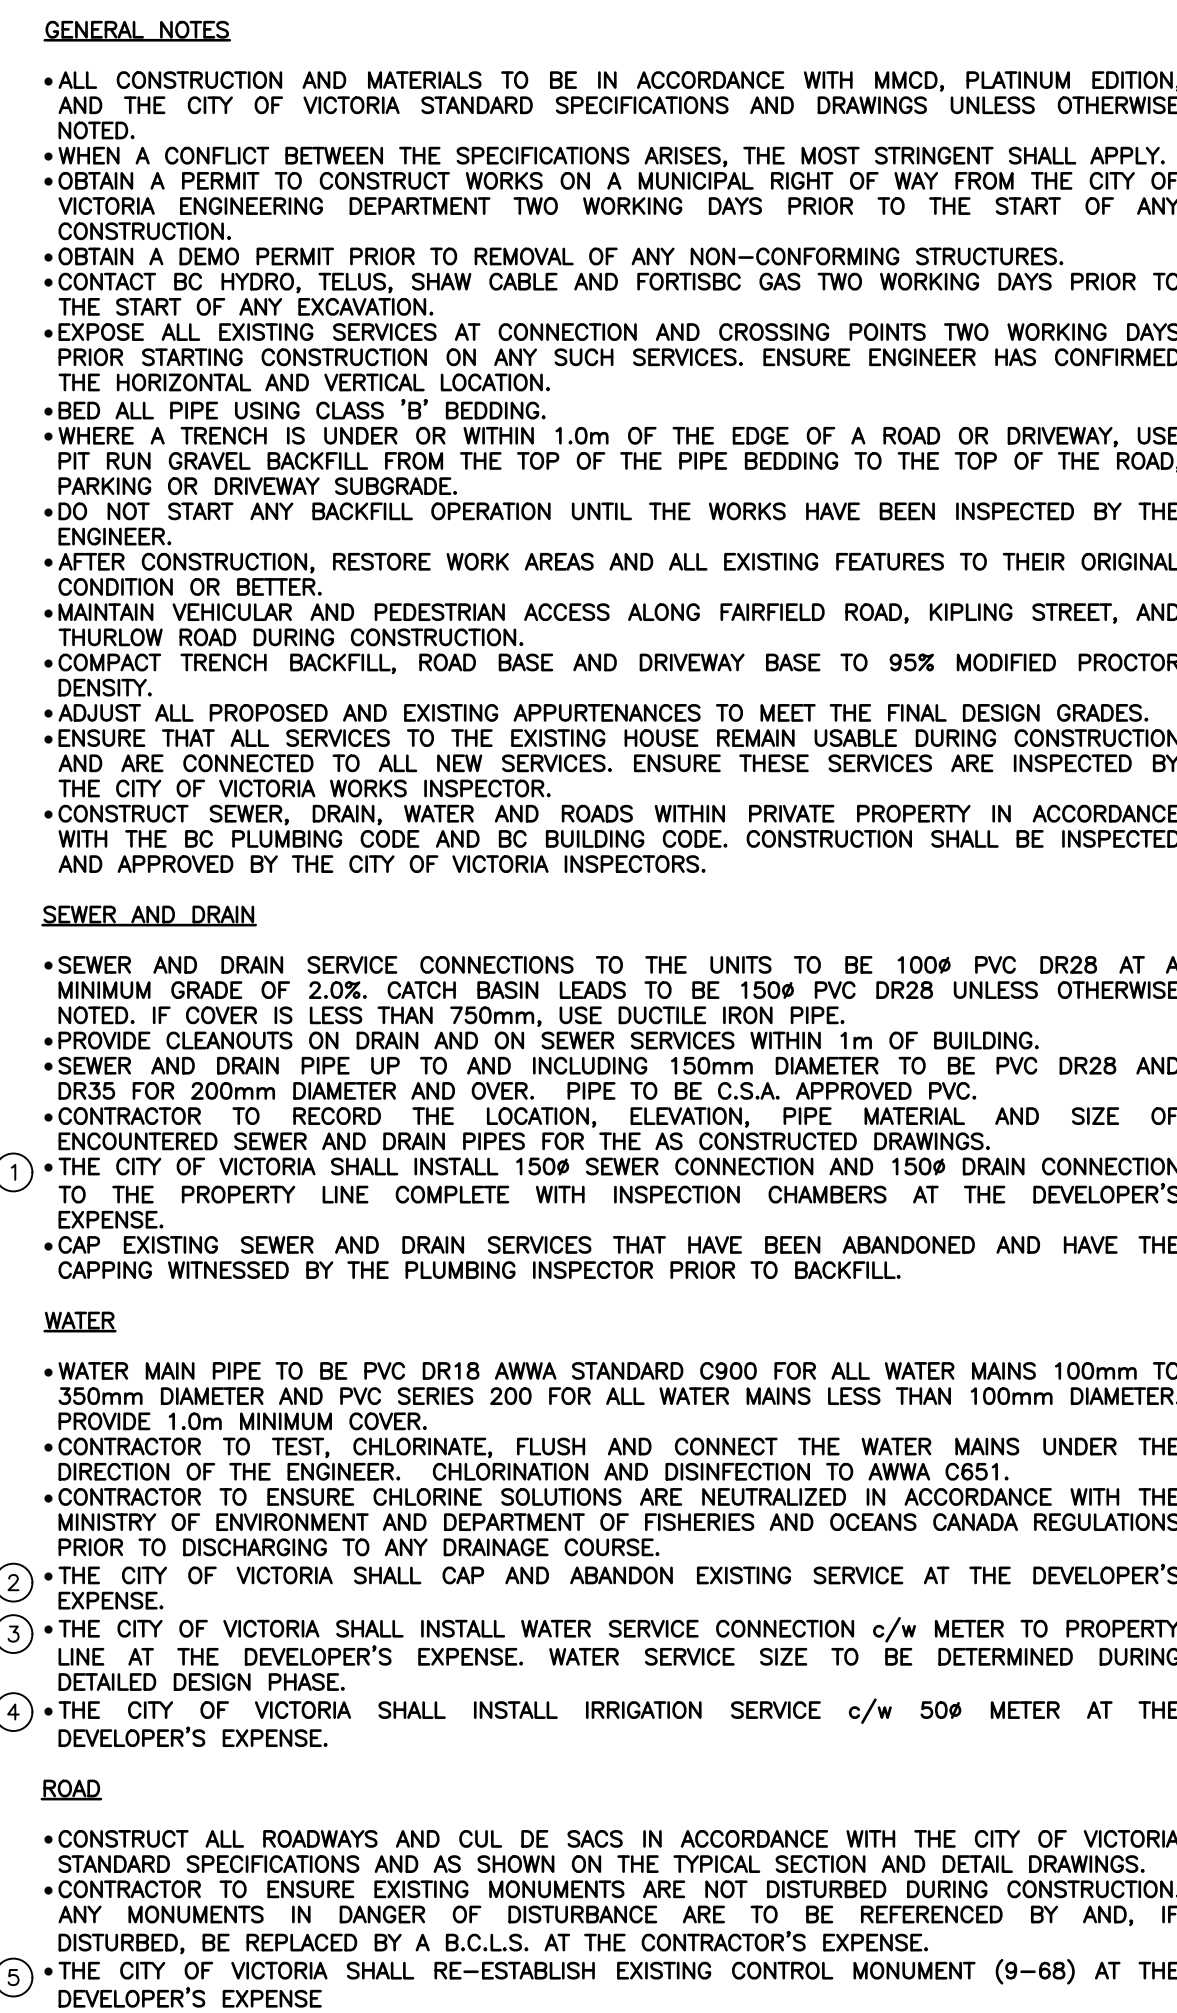 GENERAL NOTES
•ALL CONSTRUCTION AND MATERIALS TO BE IN ACCORDANCE WITH MMCD, PLATINUM EDITION,
AND THE CITY OF VICTORIA STANDARD SPECIFICATIONS AND DRAWINGS UNLESS OTHERWISE
NOTED.
•WHEN A CONFLICT BETWEEN THE SPECIFICATIONS ARISES, THE MOST STRINGENT SHALL APPLY.
•OBTAIN A PERMIT TO CONSTRUCT WORKS ON A MUNICIPAL RIGHT OF WAY FROM THE CITY OF
VICTORIA ENGINEERING DEPARTMENT TWO WORKING DAYS PRIOR TO THE START OF ANY
CONSTRUCTION.
•OBTAIN A DEMO PERMIT PRIOR TO REMOVAL OF ANY NON-CONFORMING STRUCTURES.
•CONTACT BC HYDRO, TELUS, SHAW CABLE AND FORTISBC GAS TWO WORKING DAYS PRIOR TO
THE START OF ANY EXCAVATION.
•EXPOSE ALL EXISTING SERVICES AT CONNECTION AND CROSSING POINTS TWO WORKING DAYS
PRIOR STARTING CONSTRUCTION ON ANY SUCH SERVICES. ENSURE ENGINEER HAS CONFIRMED
THE HORIZONTAL AND VERTICAL LOCATION.
•BED ALL PIPE USING CLASS 'B' BEDDING.
•WHERE A TRENCH IS UNDER OR WITHIN 1.0m OF THE EDGE OF A ROAD OR DRIVEWAY, USE
PIT RUN GRAVEL BACKFILL FROM THE TOP OF THE PIPE BEDDING TO THE TOP OF THE ROAD,
PARKING OR DRIVEWAY SUBGRADE.
•DO NOT START ANY BACKFILL OPERATION UNTIL THE WORKS HAVE BEEN INSPECTED BY THE
ENGINEER.
•AFTER CONSTRUCTION, RESTORE WORK AREAS AND ALL EXISTING FEATURES TO THEIR ORIGINAL
CONDITION OR BETTER.
•MAINTAIN VEHICULAR AND PEDESTRIAN ACCESS ALONG FAIRFIELD ROAD, KIPLING STREET, AND
THURLOW ROAD DURING CONSTRUCTION.
•COMPACT TRENCH BACKFILL, ROAD BASE AND DRIVEWAY BASE TO 95% MODIFIED PROCTOR
DENSITY.
•ADJUST ALL PROPOSED AND EXISTING APPURTENANCES TO MEET THE FINAL DESIGN GRADES.
•ENSURE THAT ALL SERVICES TO THE EXISTING HOUSE REMAIN USABLE DURING CONSTRUCTION
AND ARE CONNECTED TO ALL NEW SERVICES. ENSURE THESE SERVICES ARE INSPECTED BY
THE CITY OF VICTORIA WORKS INSPECTOR.
•CONSTRUCT SEWER, DRAIN, WATER AND ROADS WITHIN PRIVATE PROPERTY IN ACCORDANCE
WITH THE BC PLUMBING CODE AND BC BUILDING CODE. CONSTRUCTION SHALL BE INSPECTED
AND APPROVED BY THE CITY OF VICTORIA INSPECTORS.
SEWER AND DRAIN
•SEWER AND DRAIN SERVICE CONNECTIONS TO THE UNITS TO BE 100ø PVC DR28 AT A
MINIMUM GRADE OF 2.0%. CATCH BASIN LEADS TO BE 150ø PVC DR28 UNLESS OTHERWISE
NOTED. IF COVER IS LESS THAN 750mm, USE DUCTILE IRON PIPE.
•PROVIDE CLEANOUTS ON DRAIN AND ON SEWER SERVICES WITHIN 1m OF BUILDING.
•SEWER AND DRAIN PIPE UP TO AND INCLUDING 150mm DIAMETER TO BE PVC DR28 AND
DR35 FOR 200mm DIAMETER AND OVER. PIPE TO BE C.S.A. APPROVED PVC.
•CONTRACTOR TO RECORD THE LOCATION, ELEVATION, PIPE MATERIAL AND SIZE OF
ENCOUNTERED SEWER AND DRAIN PIPES FOR THE AS CONSTRUCTED DRAWINGS.
1 •THE CITY OF VICTORIA SHALL INSTALL 150ø SEWER CONNECTION AND 150ø DRAIN CONNECTION
TO THE PROPERTY LINE COMPLETE WITH INSPECTION CHAMBERS AT THE DEVELOPER'S
EXPENSE.
•CAP EXISTING SEWER AND DRAIN SERVICES THAT HAVE BEEN ABANDONED AND HAVE THE
CAPPING WITNESSED BY THE PLUMBING INSPECTOR PRIOR TO BACKFILL.
WATER
•WATER MAIN PIPE TO BE PVC DR18 AWWA STANDARD C900 FOR ALL WATER MAINS 100mm TO
350mm DIAMETER AND PVC SERIES 200 FOR ALL WATER MAINS LESS THAN 100mm DIAMETER.
PROVIDE 1.0m MINIMUM COVER.
•CONTRACTOR TO TEST, CHLORINATE, FLUSH AND CONNECT THE WATER MAINS UNDER THE
DIRECTION OF THE ENGINEER. CHLORINATION AND DISINFECTION TO AWWA C651.
•CONTRACTOR TO ENSURE CHLORINE SOLUTIONS ARE NEUTRALIZED IN ACCORDANCE WITH THE
MINISTRY OF ENVIRONMENT AND DEPARTMENT OF FISHERIES AND OCEANS CANADA REGULATIONS
PRIOR TO DISCHARGING TO ANY DRAINAGE COURSE.
2 •THE CITY OF VICTORIA SHALL CAP AND ABANDON EXISTING SERVICE AT THE DEVELOPER'S
EXPENSE.
3 •THE CITY OF VICTORIA SHALL INSTALL WATER SERVICE CONNECTION c/w METER TO PROPERTY
LINE AT THE DEVELOPER'S EXPENSE. WATER SERVICE SIZE TO BE DETERMINED DURING
DETAILED DESIGN PHASE.
4 •THE CITY OF VICTORIA SHALL INSTALL IRRIGATION SERVICE c/w 50ø METER AT THE
DEVELOPER'S EXPENSE.
ROAD
•CONSTRUCT ALL ROADWAYS AND CUL DE SACS IN ACCORDANCE WITH THE CITY OF VICTORIA
STANDARD SPECIFICATIONS AND AS SHOWN ON THE TYPICAL SECTION AND DETAIL DRAWINGS.
•CONTRACTOR TO ENSURE EXISTING MONUMENTS ARE NOT DISTURBED DURING CONSTRUCTION.
ANY MONUMENTS IN DANGER OF DISTURBANCE ARE TO BE REFERENCED BY AND, IF
DISTURBED, BE REPLACED BY A B.C.L.S. AT THE CONTRACTOR'S EXPENSE.
5 •THE CITY OF VICTORIA SHALL RE-ESTABLISH EXISTING CONTROL MONUMENT (9-68) AT THE
DEVELOPER'S EXPENSE